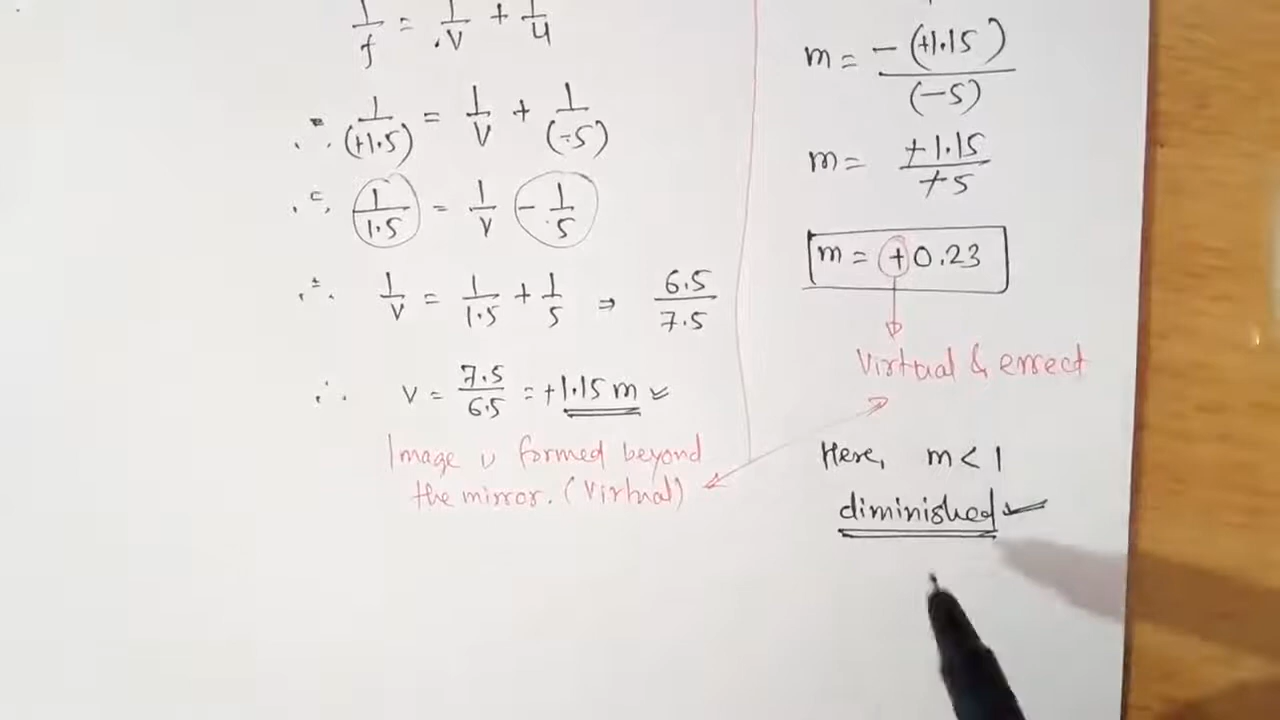 1/f = 1/v + 1/u
∴ 1/(+1.5) = 1/v + 1/(-5)
∴ 1/1.5 = 1/v - 1/5
∴ 1/v = 1/1.5 + 1/5 ⇒ 6.5/7.5
∴ v = 7.5/6.5 = +1.15 m
Image is formed beyond
the mirror. (Virtual)
m = -(+1.15)/(-5)
m = +1.15/+5
m = +0.23
Virtual & errect
Here, m < 1
diminished